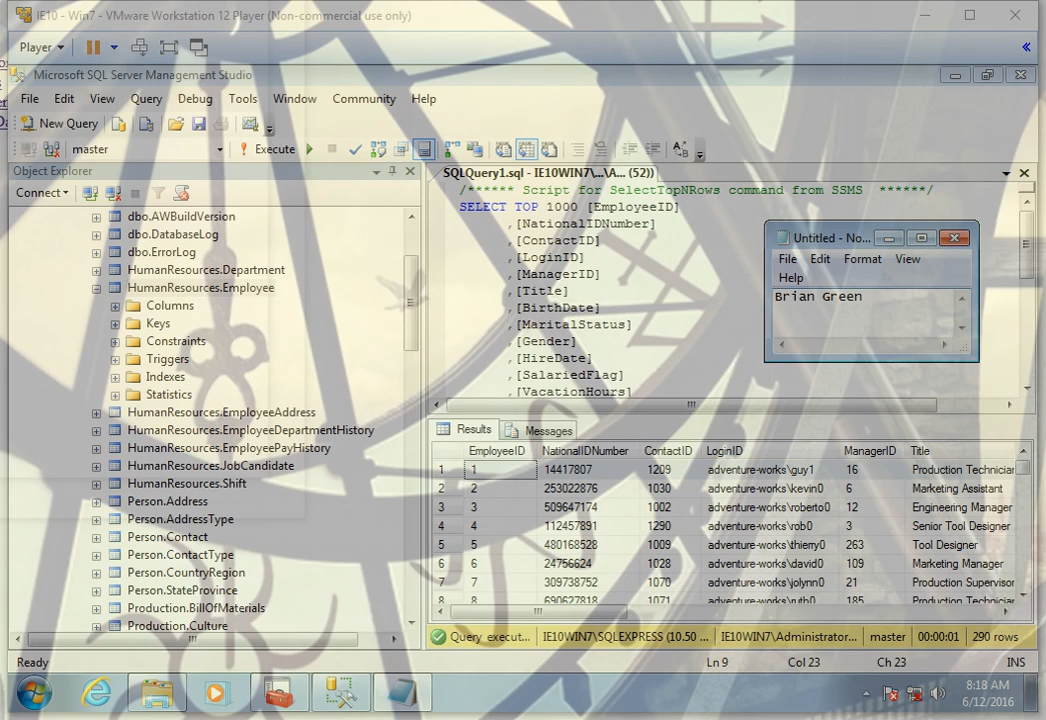 IE10 - Win7 - VMware Workstation 12 Player (Non-commercial use only)
Player
Microsoft SQL Server Management Studio
File Edit View Query Debug Tools Window Community Help
New Query
master Execute
Object Explorer
Connect
dbo.AWBuildVersion
dbo.DatabaseLog
dbo.ErrorLog
HumanResources.Department
HumanResources.Employee
Columns
Keys
Constraints
Triggers
Indexes
Statistics
HumanResources.EmployeeAddress
HumanResources.EmployeeDepartmentHistory
HumanResources.EmployeePayHistory
HumanResources.JobCandidate
HumanResources.Shift
Person.Address
Person.AddressType
Person.Contact
Person.ContactType
Person.CountryRegion
Person.StateProvince
Production.BillOfMaterials
Production.Culture
SQLQuery1.sql - IE10WIN7\...\A... (52))
/****** Script for SelectTopNRows command from SSMS ******/
SELECT TOP 1000 [EmployeeID]
,[NationalIDNumber]
,[ContactID]
,[LoginID]
,[ManagerID]
,[Title]
,[BirthDate]
,[MaritalStatus]
,[Gender]
,[HireDate]
,[SalariedFlag]
,[VacationHours]
Untitled - No...
File Edit Format View
Help
Brian Green
Results Messages
EmployeeID NationalIDNumber ContactID LoginID ManagerID Title
1 1 14417807 1209 adventure-works\guy1 16 Production Technician
2 2 253022876 1030 adventure-works\kevin0 6 Marketing Assistant
3 3 509647174 1002 adventure-works\roberto0 12 Engineering Manager
4 4 112457891 1290 adventure-works\rob0 3 Senior Tool Designer
5 5 480168528 1009 adventure-works\thierry0 263 Tool Designer
6 6 24756624 1028 adventure-works\david0 109 Marketing Manager
7 7 309738752 1070 adventure-works\jolynn0 21 Production Supervisor
8 8 690627818 1071 adventure-works\ruth0 185 Production Technician
Query execut... IE10WIN7\SQLEXPRESS (10.50 ... IE10WIN7\Administrator... master 00:00:01 290 rows
Ready Ln 9 Col 23 Ch 23 INS
8:18 AM
6/12/2016